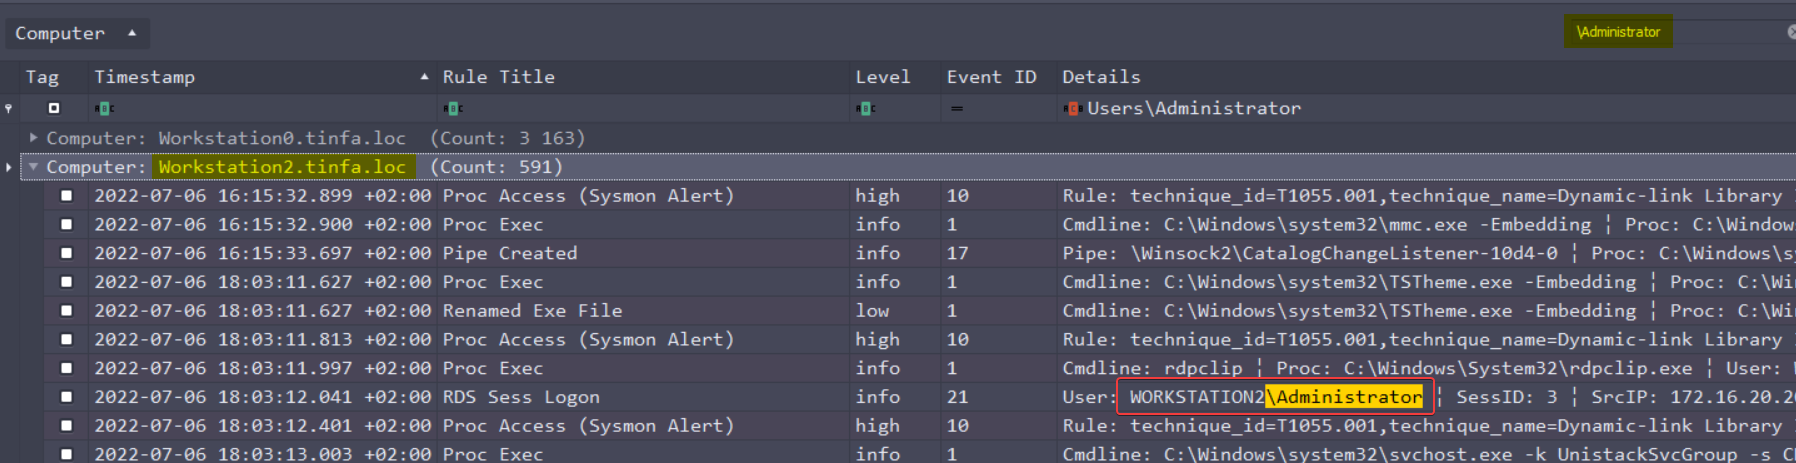 Computer
\Administrator
Tag Timestamp Rule Title Level Event ID Details
= Users\Administrator
Computer: Workstation0.tinfa.loc (Count: 3 163)
Computer: Workstation2.tinfa.loc (Count: 591)
2022-07-06 16:15:32.899 +02:00 Proc Access (Sysmon Alert) high 10 Rule: technique_id=T1055.001,technique_name=Dynamic-link Library
2022-07-06 16:15:32.900 +02:00 Proc Exec info 1 Cmdline: C:\Windows\system32\mmc.exe -Embedding ¦ Proc: C:\Windows
2022-07-06 16:15:33.697 +02:00 Pipe Created info 17 Pipe: \Winsock2\CatalogChangeListener-10d4-0 ¦ Proc: C:\Windows\sy
2022-07-06 18:03:11.627 +02:00 Proc Exec info 1 Cmdline: C:\Windows\system32\TSTheme.exe -Embedding ¦ Proc: C:\Wi
2022-07-06 18:03:11.627 +02:00 Renamed Exe File low 1 Cmdline: C:\Windows\system32\TSTheme.exe -Embedding ¦ Proc: C:\Wi
2022-07-06 18:03:11.813 +02:00 Proc Access (Sysmon Alert) high 10 Rule: technique_id=T1055.001,technique_name=Dynamic-link Library
2022-07-06 18:03:11.997 +02:00 Proc Exec info 1 Cmdline: rdpclip ¦ Proc: C:\Windows\System32\rdpclip.exe ¦ User:
2022-07-06 18:03:12.041 +02:00 RDS Sess Logon info 21 User: WORKSTATION2\Administrator ¦ SessID: 3 ¦ SrcIP: 172.16.20.20
2022-07-06 18:03:12.401 +02:00 Proc Access (Sysmon Alert) high 10 Rule: technique_id=T1055.001,technique_name=Dynamic-link Library
2022-07-06 18:03:13.003 +02:00 Proc Exec info 1 Cmdline: C:\Windows\system32\svchost.exe -k UnistackSvcGroup -s